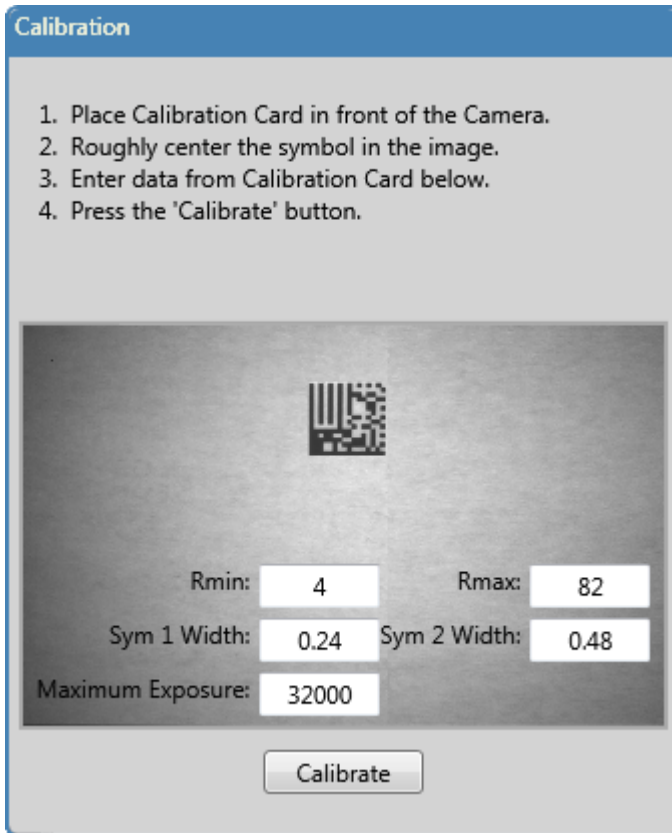 Calibration
1. Place Calibration Card in front of the Camera.
2. Roughly center the symbol in the image.
3. Enter data from Calibration Card below.
4. Press the 'Calibrate' button.
Rmin: 4 Rmax: 82
Sym 1 Width: 0.24 Sym 2 Width: 0.48
Maximum Exposure: 32000
Calibrate